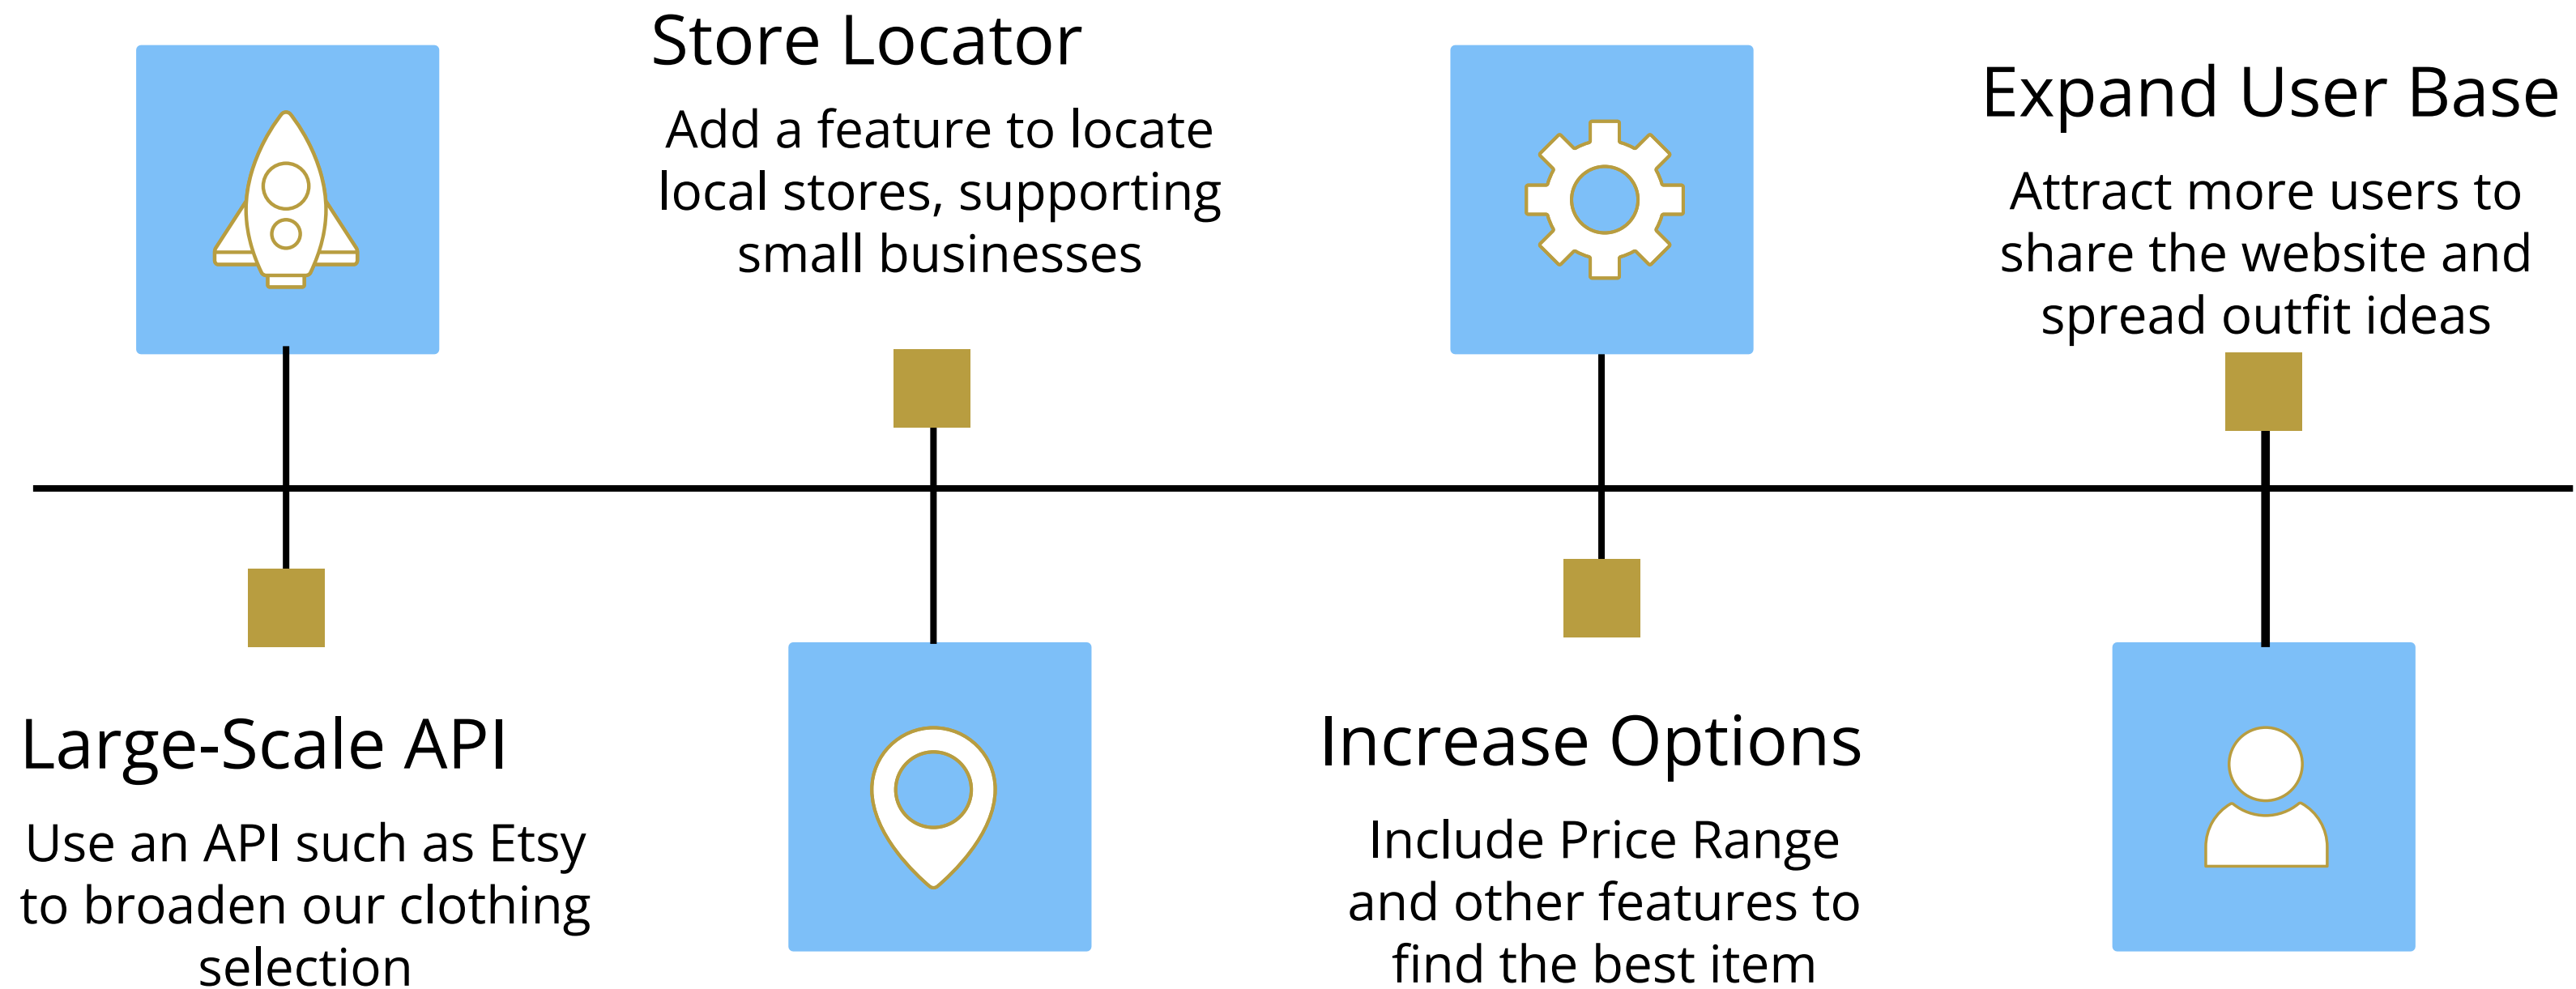 Large-Scale API
Use an API such as Etsy
to broaden our clothing
selection
Store Locator
Add a feature to locate
local stores, supporting
small businesses
Increase Options
Include Price Range
and other features to
find the best item
Expand User Base
Attract more users to
share the website and
spread outfit ideas